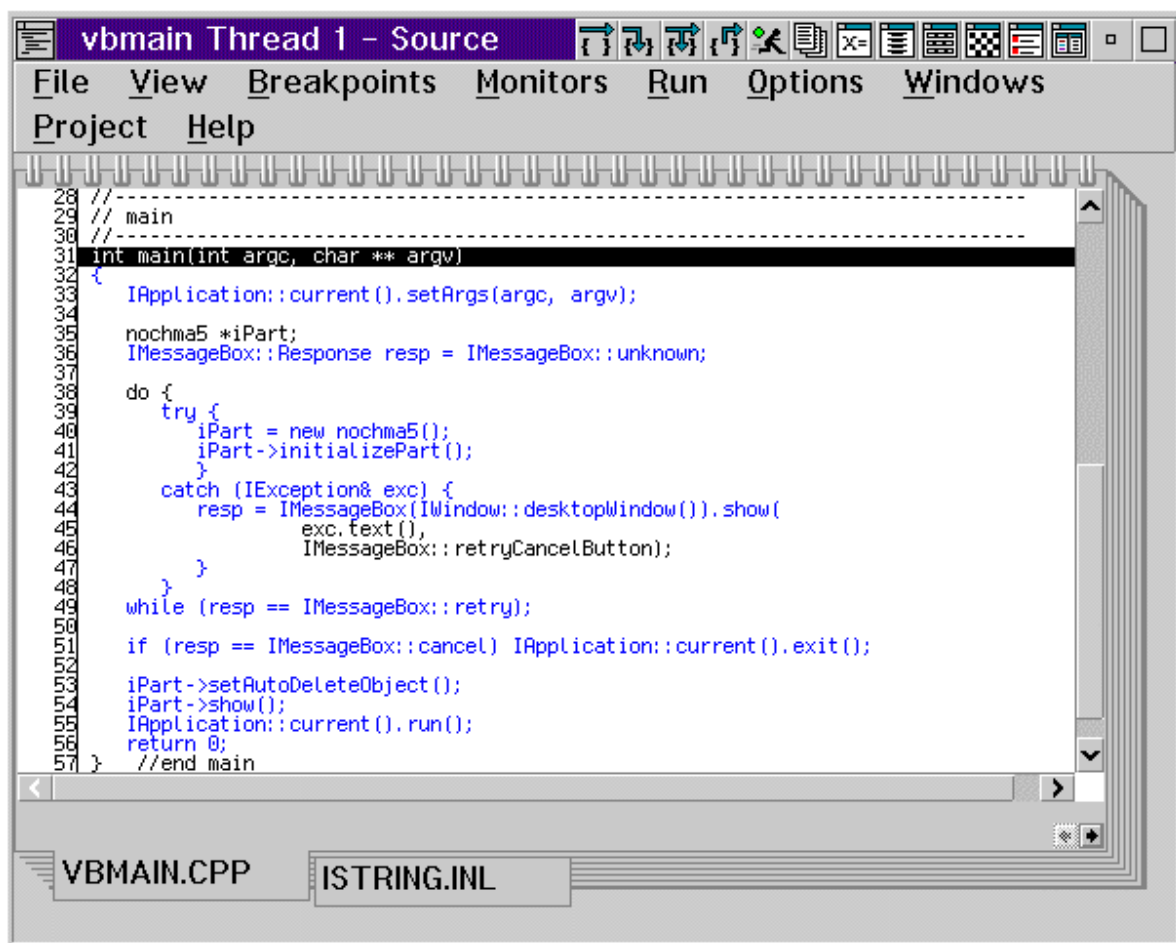 vbmain Thread 1 - Source
File View Breakpoints Monitors Run Options Windows
Project Help
28 //------------------------------------------------------------------------------
29 // main
30 //------------------------------------------------------------------------------
31 int main(int argc, char ** argv)
32 {
33    IApplication::current().setArgs(argc, argv);
34
35    nochma5 *iPart;
36    IMessageBox::Response resp = IMessageBox::unknown;
37
38    do {
39       try {
40          iPart = new nochma5();
41          iPart->initializePart();
42          }
43       catch (IException& exc) {
44          resp = IMessageBox(IWindow::desktopWindow()).show(
45                   exc.text(),
46                   IMessageBox::retryCancelButton);
47          }
48       }
49    while (resp == IMessageBox::retry);
50
51    if (resp == IMessageBox::cancel) IApplication::current().exit();
52
53    iPart->setAutoDeleteObject();
54    iPart->show();
55    IApplication::current().run();
56    return 0;
57 }   //end main
VBMAIN.CPP ISTRING.INL